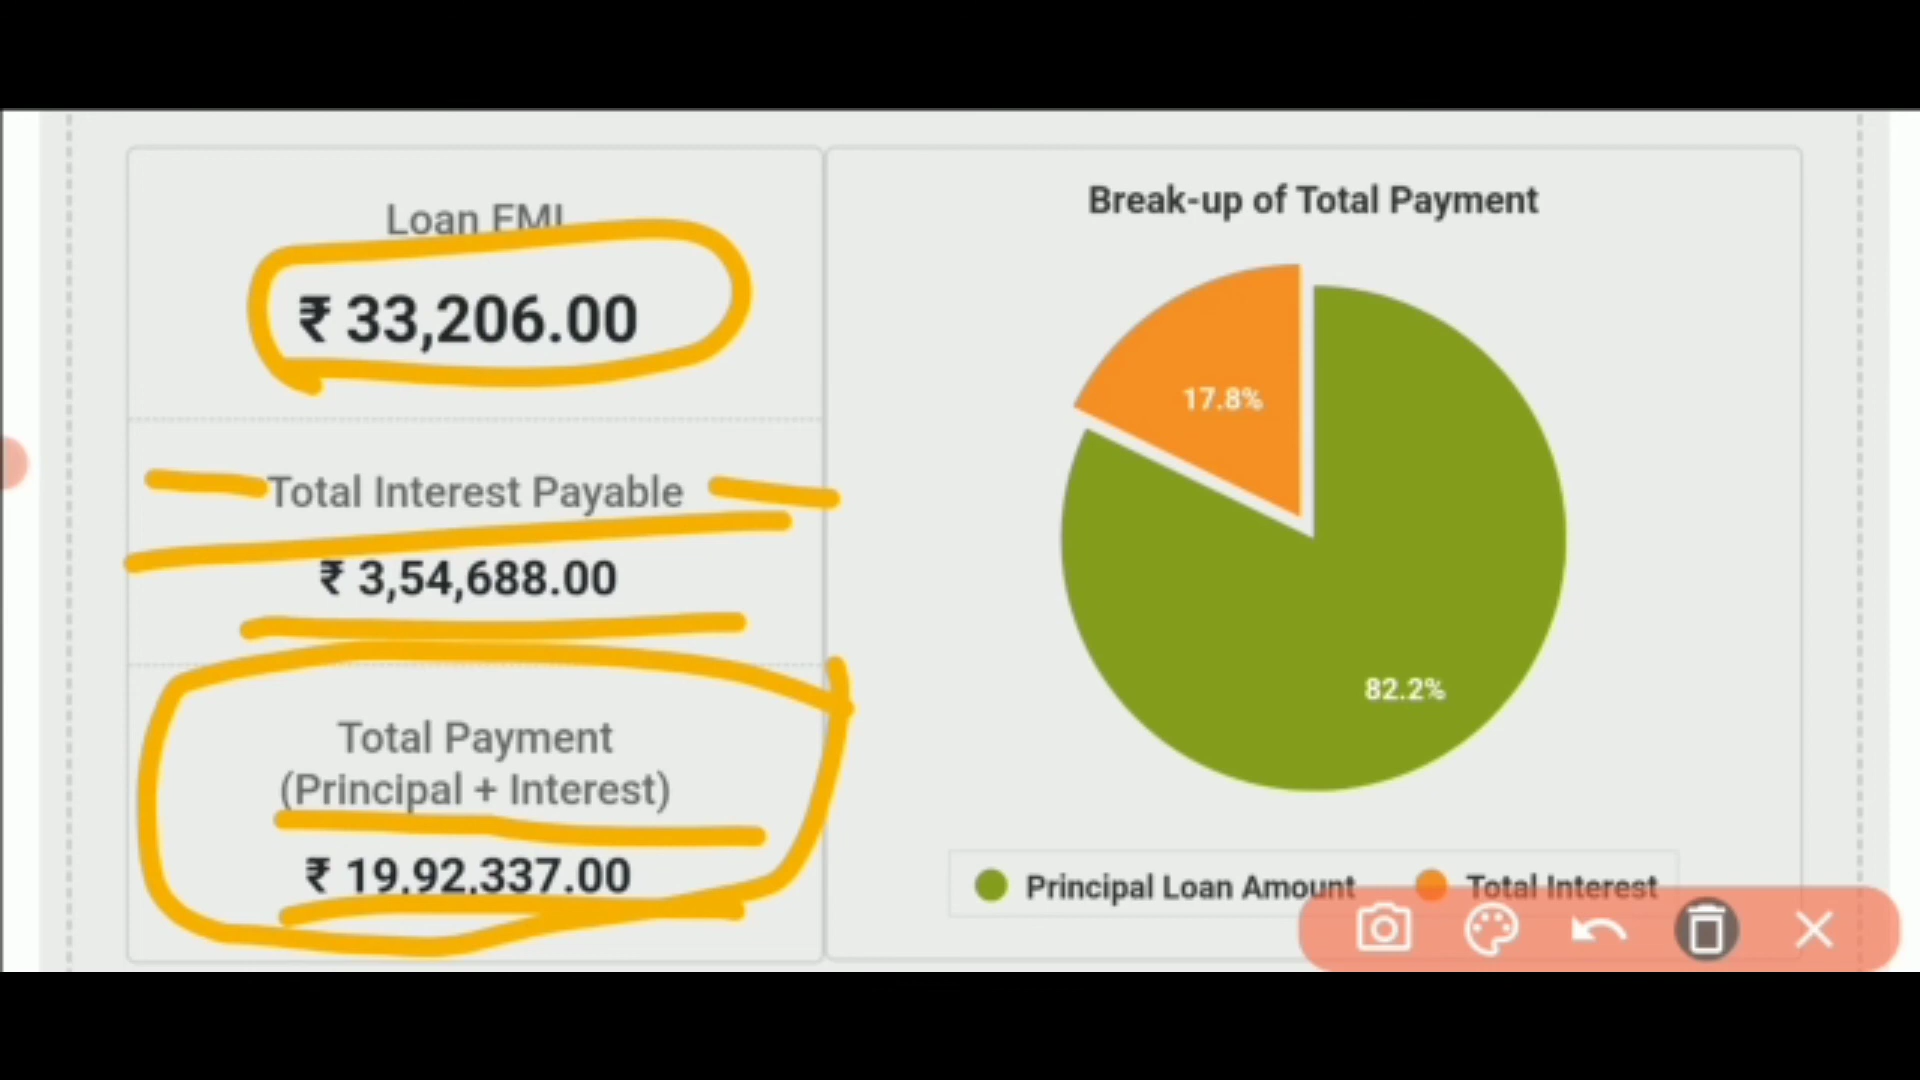 Loan EMI
₹ 33,206.00
Total Interest Payable
₹ 3,54,688.00
Total Payment
(Principal + Interest)
₹ 19,92,337.00
Break-up of Total Payment
17.8%
82.2%
Principal Loan Amount
Total Interest